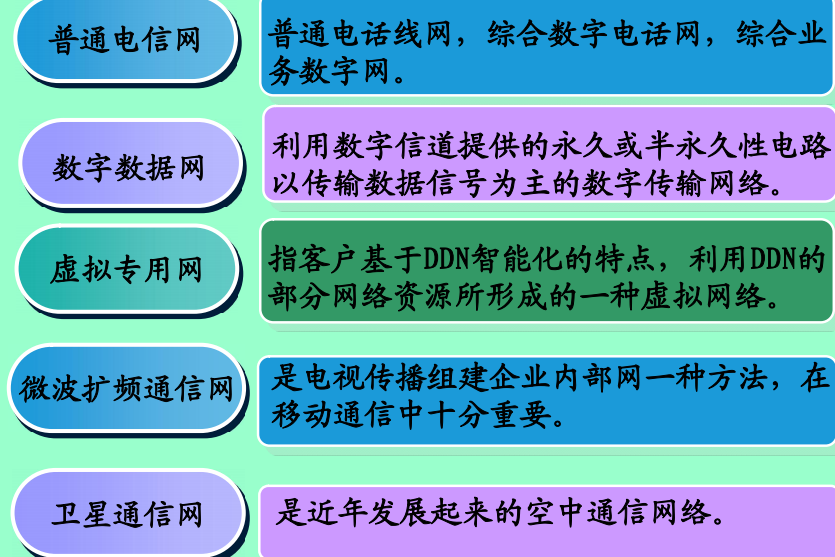 普通电信网
普通电话线网，综合数字电话网，综合业
务数字网。
数字数据网
利用数字信道提供的永久或半永久性电路
以传输数据信号为主的数字传输网络。
虚拟专用网
指客户基于DDN智能化的特点，利用DDN的
部分网络资源所形成的一种虚拟网络。
微波扩频通信网
是电视传播组建企业内部网一种方法，在
移动通信中十分重要。
卫星通信网
是近年发展起来的空中通信网络。